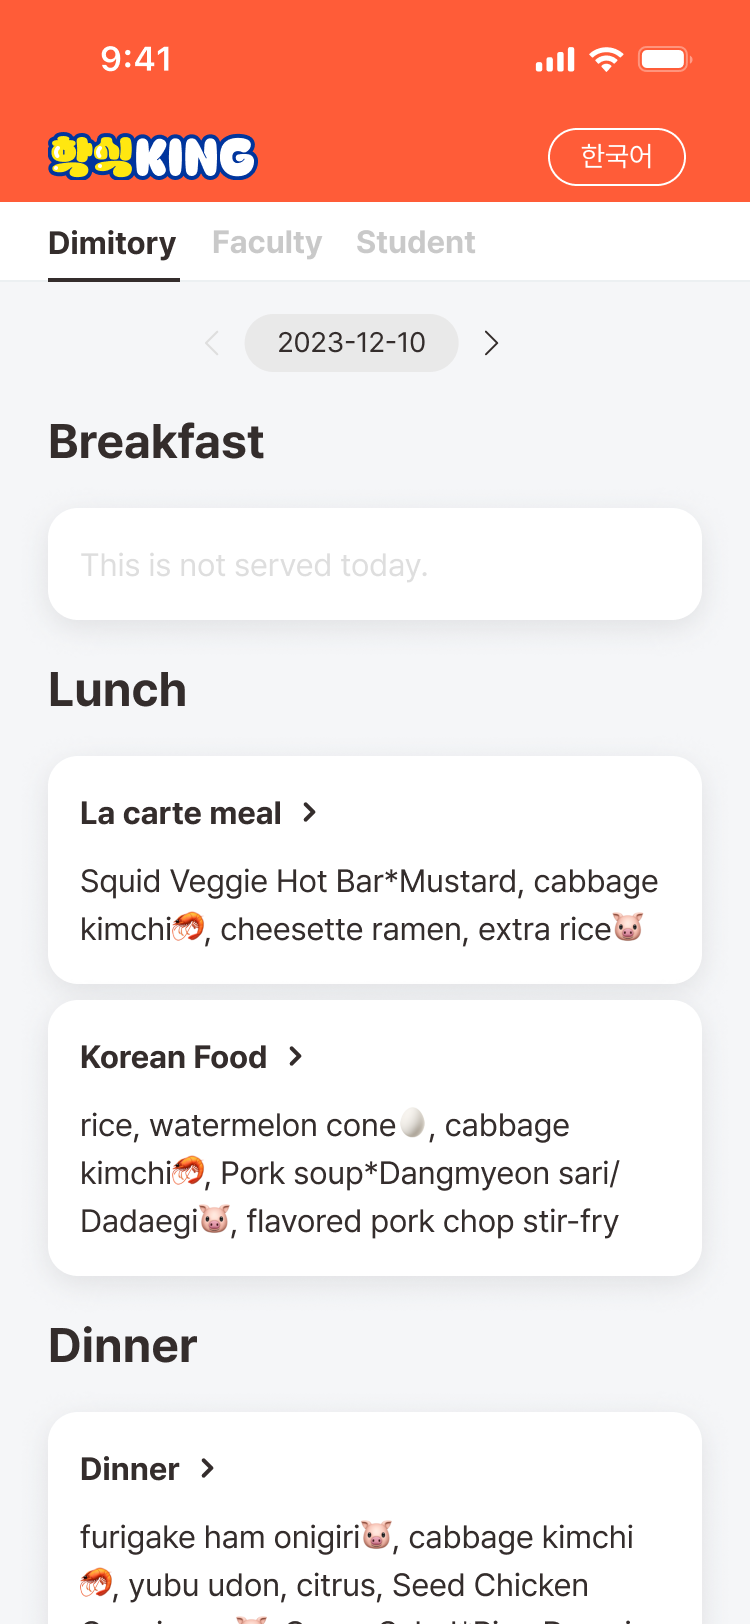 9:41
학식KING
한국어
Dimitory Faculty Student
2023-12-10
Breakfast
This is not served today.
Lunch
La carte meal
Squid Veggie Hot Bar*Mustard, cabbage
kimchi🦐, cheesette ramen, extra rice🐷
Korean Food
rice, watermelon cone🥚, cabbage
kimchi🦐, Pork soup*Dangmyeon sari/
Dadaegi🐷, flavored pork chop stir-fry
Dinner
Dinner
furigake ham onigiri🐷, cabbage kimchi
🦐, yubu udon, citrus, Seed Chicken